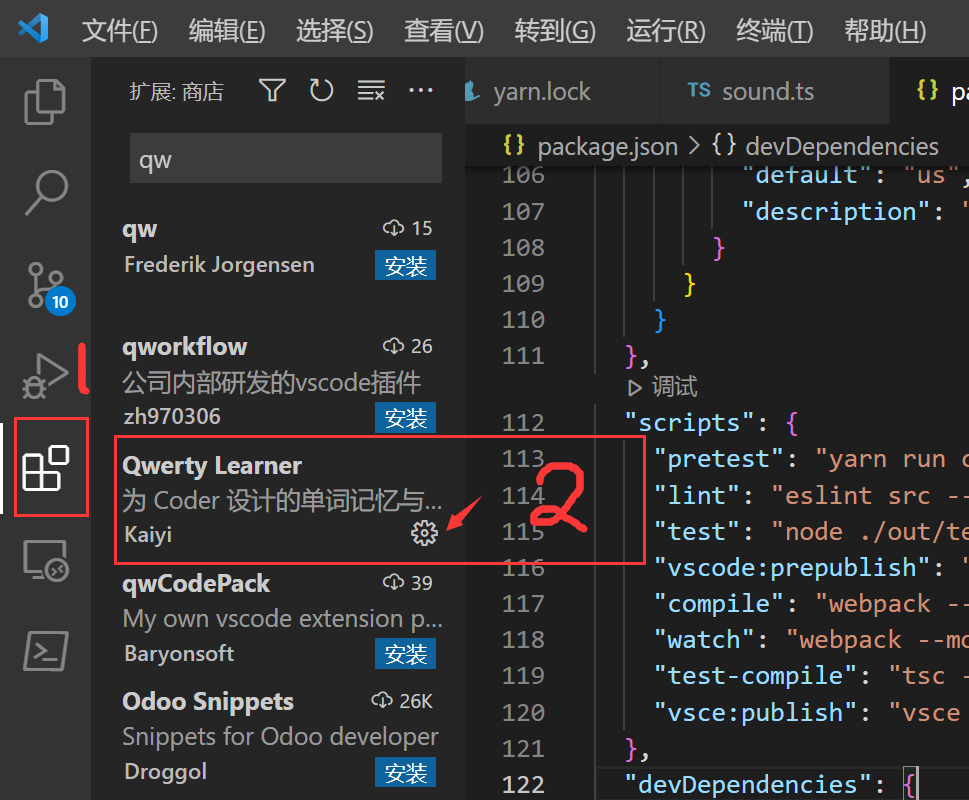 文件(F) 编辑(E) 选择(S) 查看(V) 转到(G) 运行(R) 终端(T) 帮助(H)
扩展: 商店
yarn.lock
TS sound.ts
{}
package.json > {} devDependencies
qw
qw 15
Frederik Jorgensen 安装
qworkflow 26
公司内部研发的vscode插件
zh970306 安装
Qwerty Learner
为 Coder 设计的单词记忆与...
Kaiyi
qwCodePack 39
My own vscode extension p...
Baryonsoft 安装
Odoo Snippets 26K
Snippets for Odoo developer
Droggol 安装
10
1
2
106 "default": "us",
107 "description": "
108 }
109 }
110 }
111 },
调试
112 "scripts": {
113 "pretest": "yarn run
114 "lint": "eslint src --
115 "test": "node ./out/te
116 "vscode:prepublish": "
117 "compile": "webpack --
118 "watch": "webpack --mo
119 "test-compile": "tsc -
120 "vsce:publish": "vsce
121 },
122 "devDependencies": {